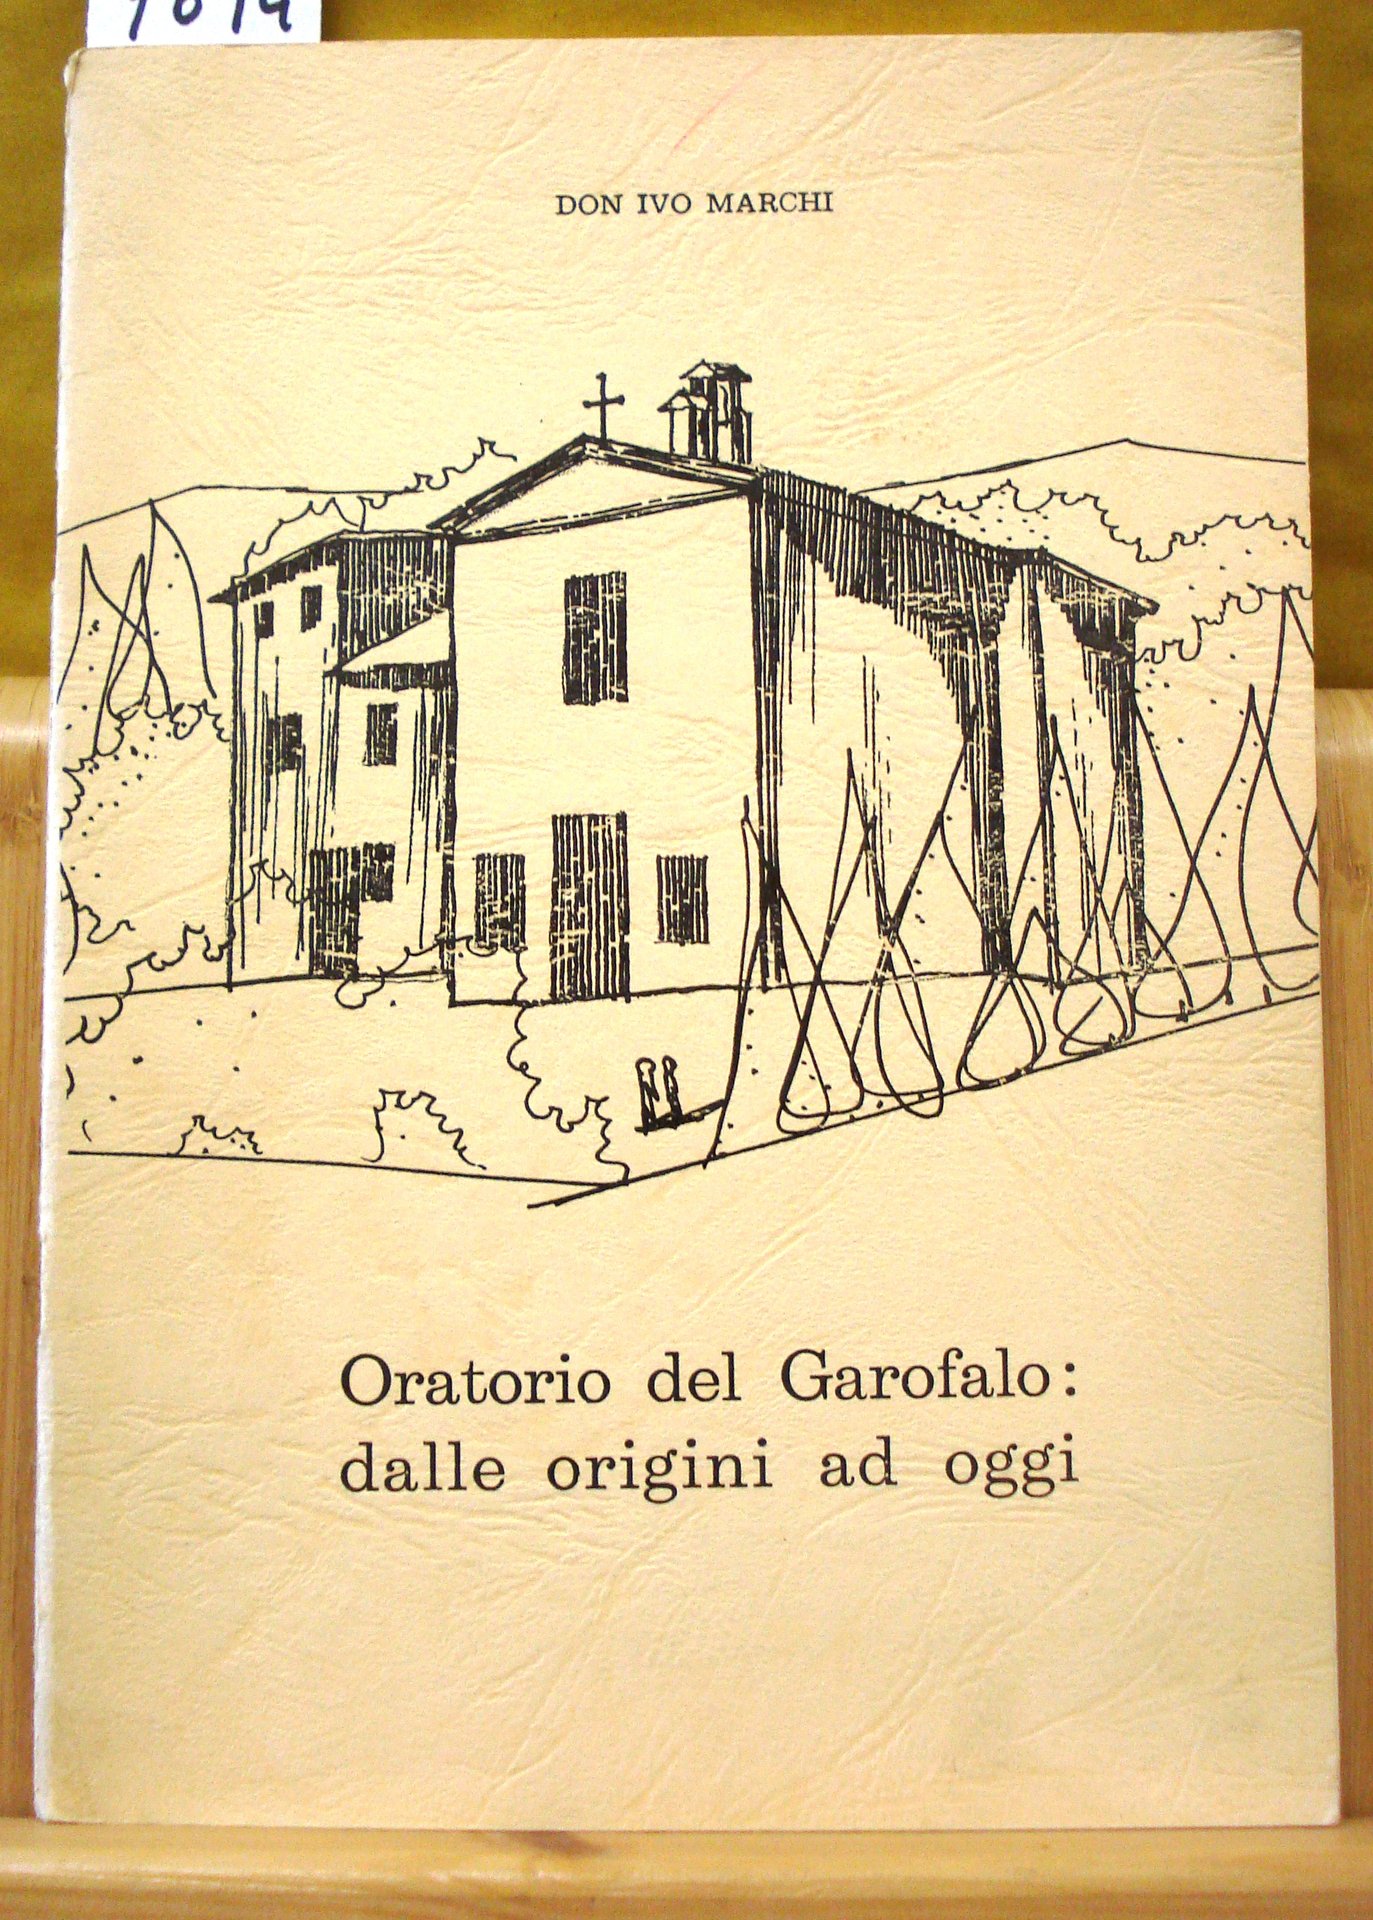 DON IVO MARCHI
Oratorio del Garofalo:
dalle origini ad oggi